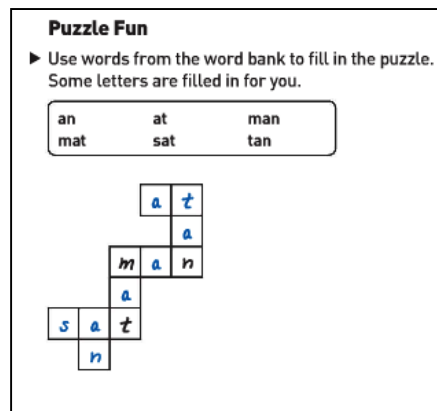 Puzzle Fun
▶ Use words from the word bank to fill in the puzzle.
Some letters are filled in for you.
an at man
mat sat tan
a t
a
m a n
a
s a t
n